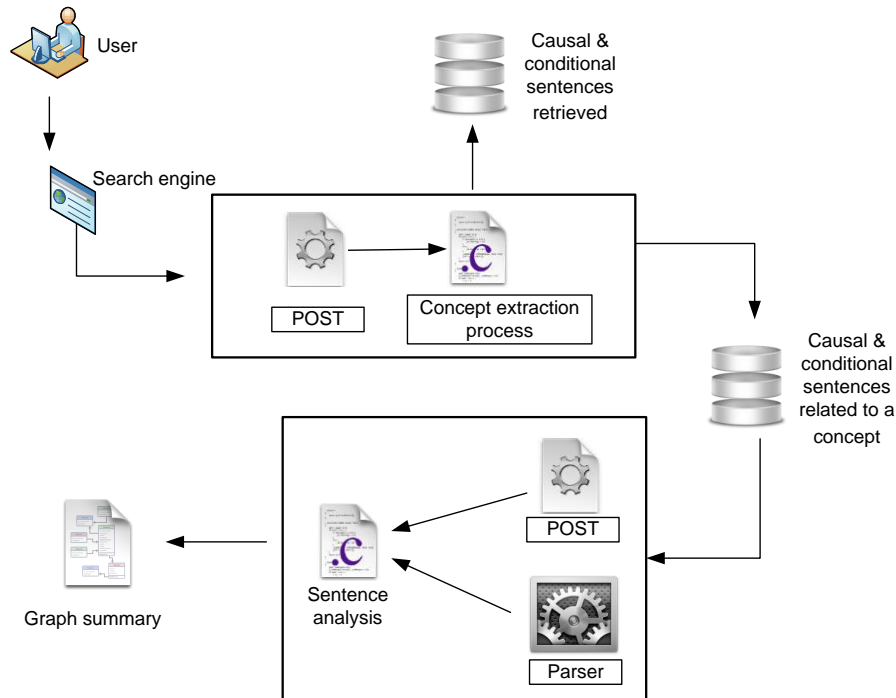 User
Causal &
conditional
sentences
retrieved
Search engine
POST
Concept extraction
process
.C
Causal &
conditional
sentences
related to a
concept
POST
.C
Sentence
analysis
Parser
Graph summary